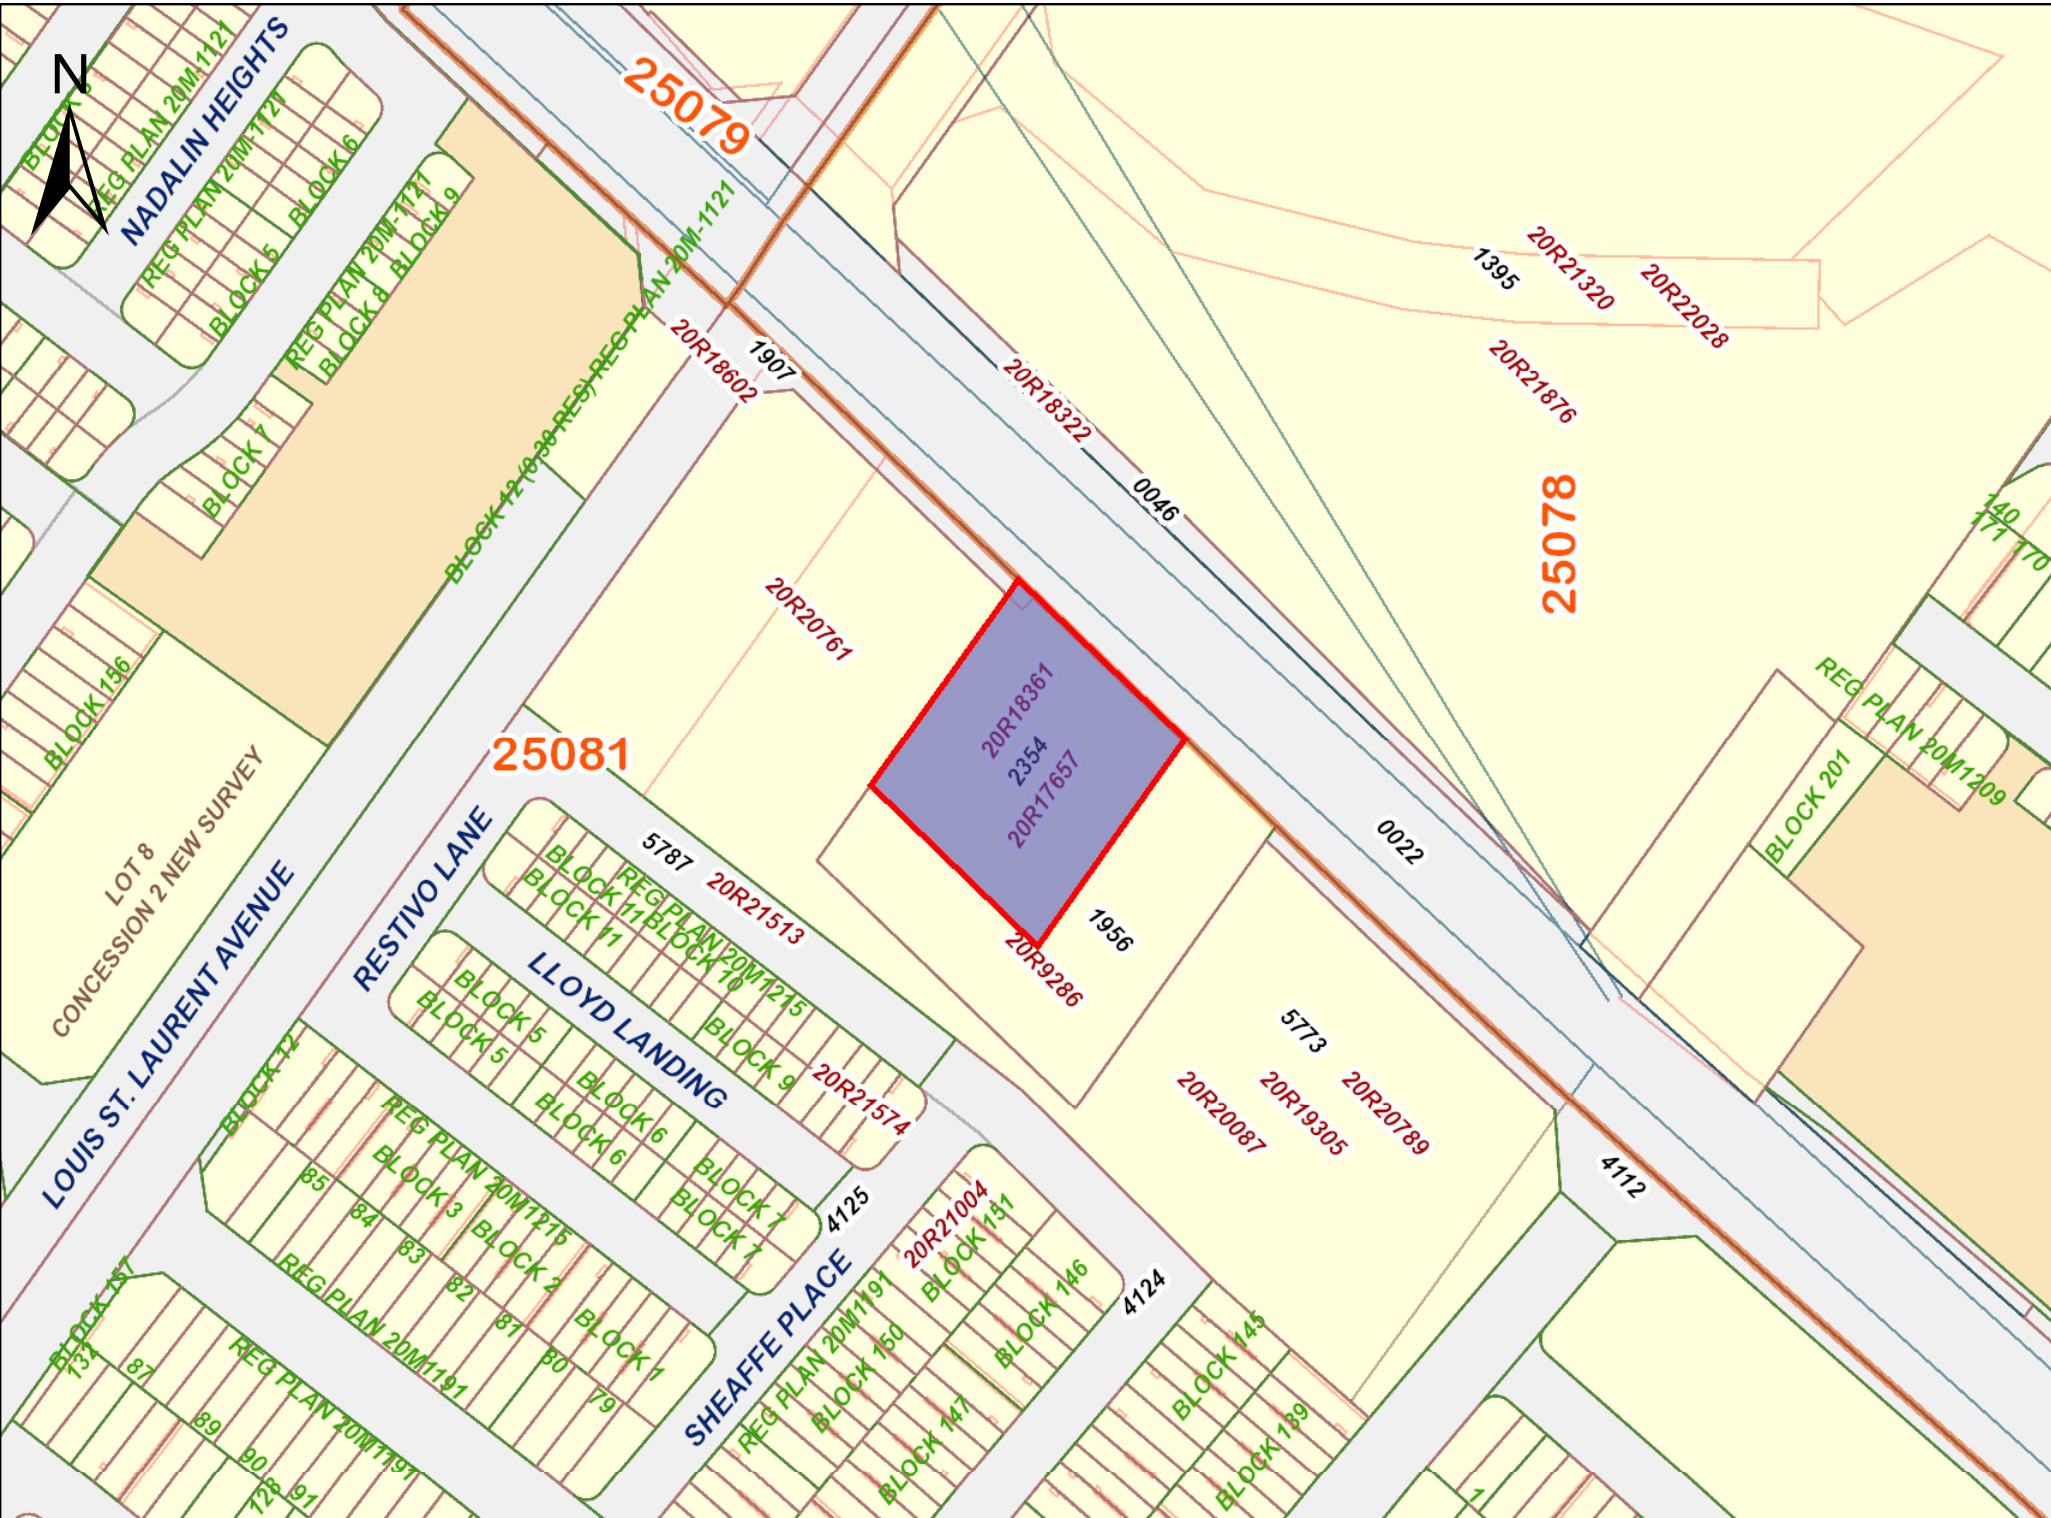 N
NADALIN HEIGHTS
REG PLAN 20M-1121
REG PLAN 20M-1121
BLOCK 6
BLOCK 5
REG PLAN 20M-1121
BLOCK 9
BLOCK 8
BLOCK 7
25079
BLOCK 12 (0.30 RES) REG PLAN 20M-1121
20R18602
1907
20R18322
0046
1395
20R21320
20R22028
20R21876
25078
140
171 170
REG PLAN 20M1209
BLOCK 201
0022
20R20761
20R18361
2354
20R17657
1956
20R9286
25081
BLOCK 156
LOT 8
CONCESSION 2 NEW SURVEY
LOUIS ST. LAURENT AVENUE
RESTIVO LANE
5787
20R21513
REG PLAN 20M1215
BLOCK 11
BLOCK 11
BLOCK 10
BLOCK 9
20R21574
LLOYD LANDING
BLOCK 5
BLOCK 5
BLOCK 6
BLOCK 6
BLOCK 7
BLOCK 7
4125
5773
20R20087
20R19305
20R20789
4112
BLOCK 12
REG PLAN 20M1215
BLOCK 3
BLOCK 2
BLOCK 1
85
84
83
82
81
80
79
REG PLAN 20M1191
SHEAFFE PLACE
20R21004
BLOCK 151
REG PLAN 20M1191
BLOCK 150
BLOCK 146
BLOCK 147
4124
BLOCK 145
BLOCK 139
BLOCK 157
132
87
89
90
91
128
REG PLAN 20M1191
1